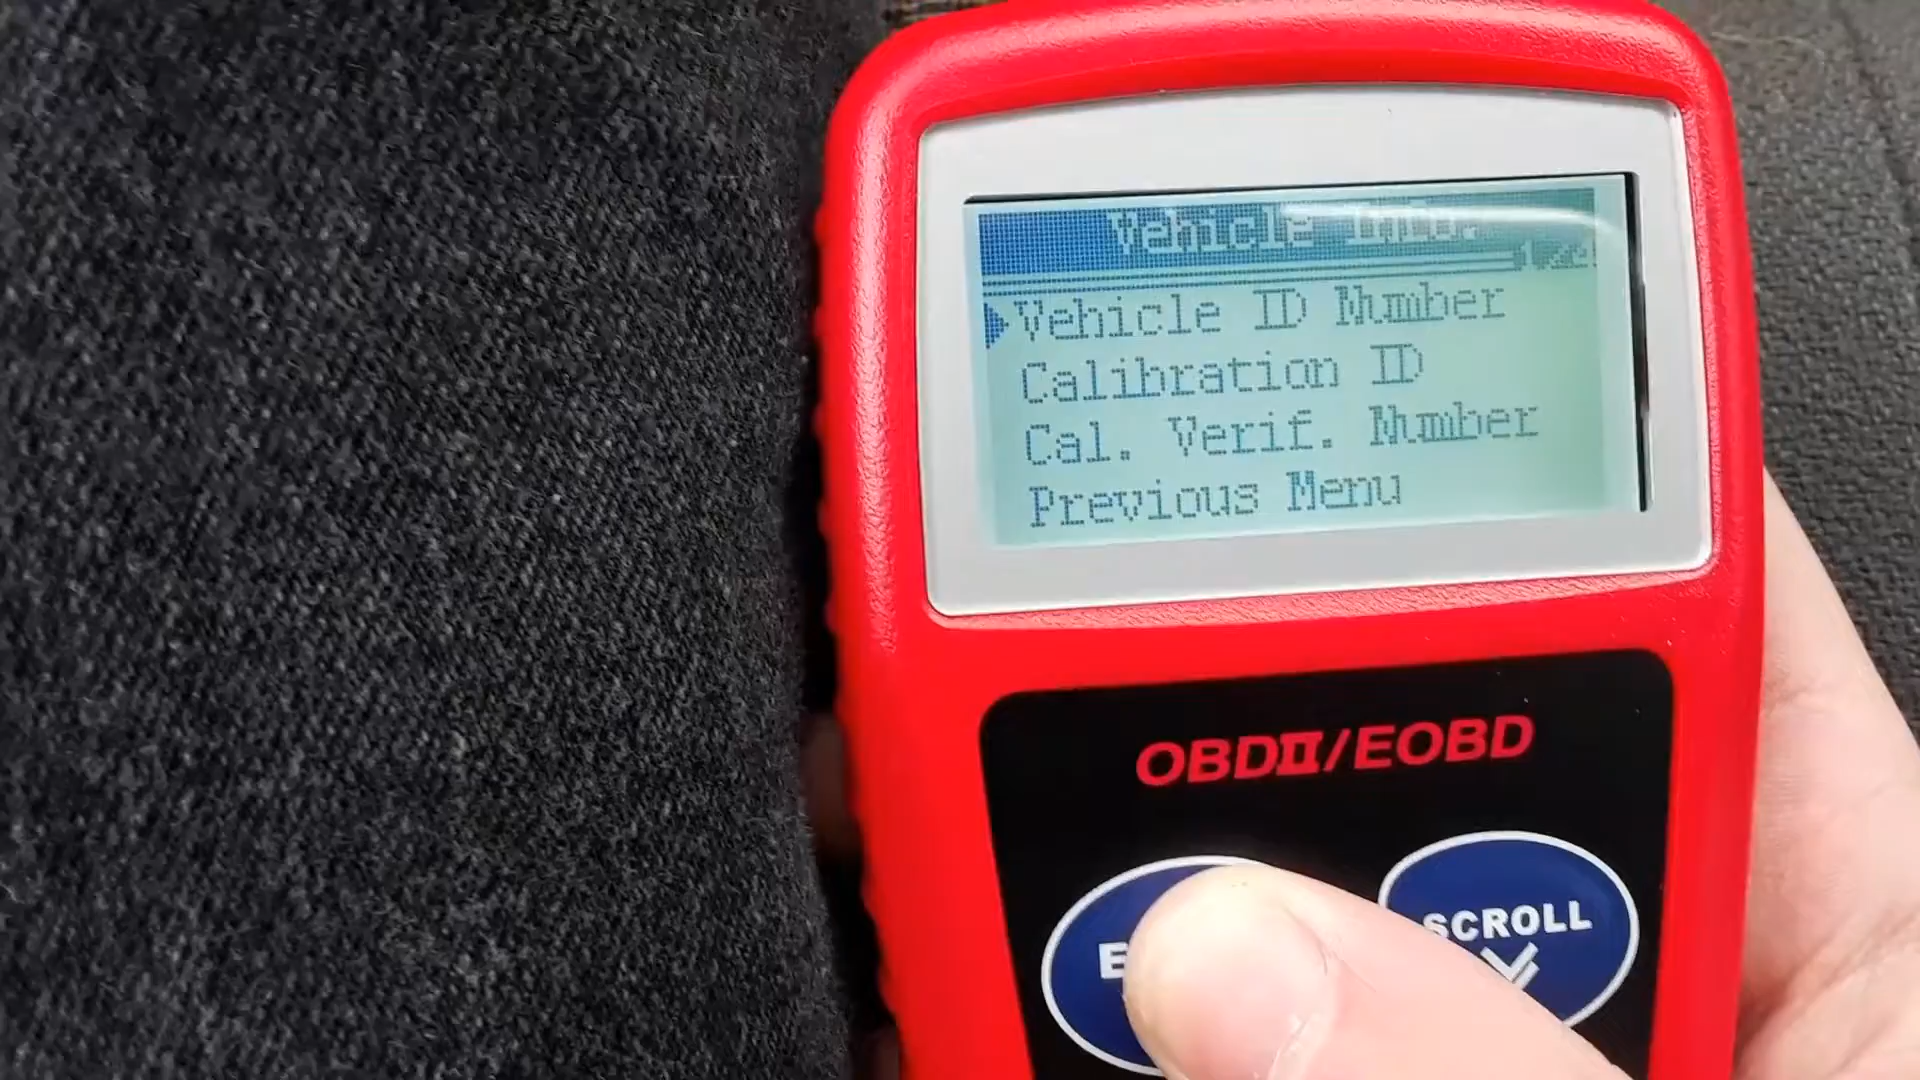 Vehicle Info.
Vehicle ID Number
Calibration ID
Cal. Verif. Number
Previous Menu
OBDII/EOBD
SCROLL